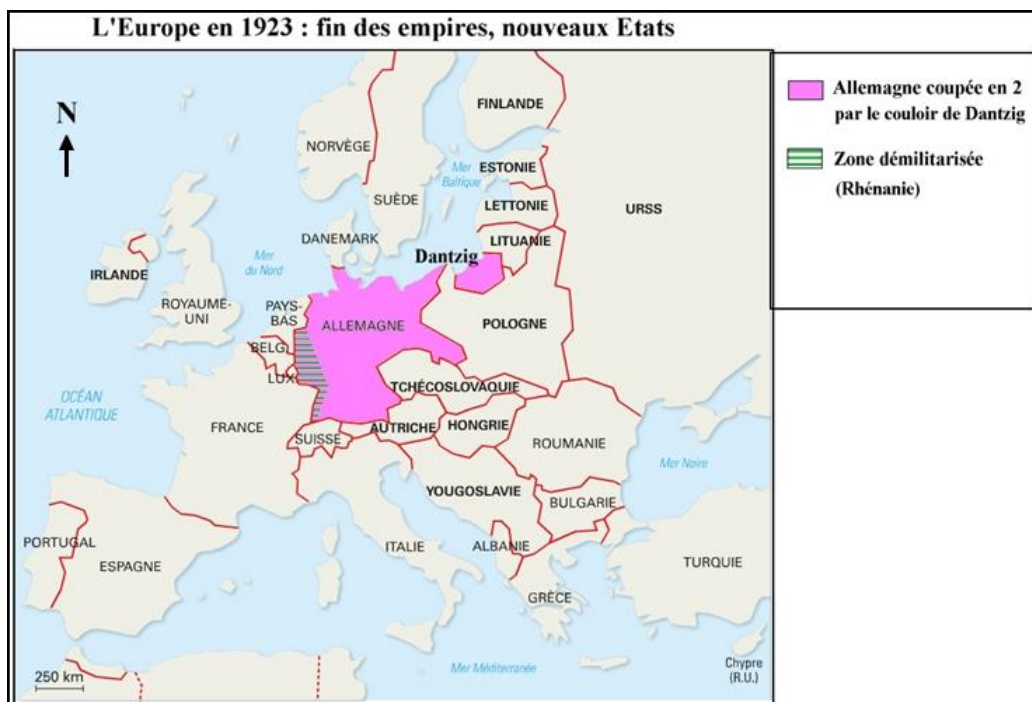 L'Europe en 1923 : fin des empires, nouveaux Etats
Allemagne coupée en 2
par le couloir de Dantzig
Zone démilitarisée
(Rhénanie)
N
FINLANDE
NORVÈGE
SUÈDE
Mer
Baltique
ESTONIE
LETTONIE
LITUANIE
URSS
DANEMARK
Dantzig
Mer
du Nord
IRLANDE
ROYAUME-
UNI
PAYS-
BAS
ALLEMAGNE
POLOGNE
BELG.
LUX.
TCHÉCOSLOVAQUIE
OCÉAN
ATLANTIQUE
FRANCE
SUISSE
AUTRICHE
HONGRIE
ROUMANIE
Mer Noire
YOUGOSLAVIE
BULGARIE
PORTUGAL
ESPAGNE
ITALIE
ALBANIE
TURQUIE
GRÈCE
Mer Méditerranée
Chypre
(R.U.)
250 km